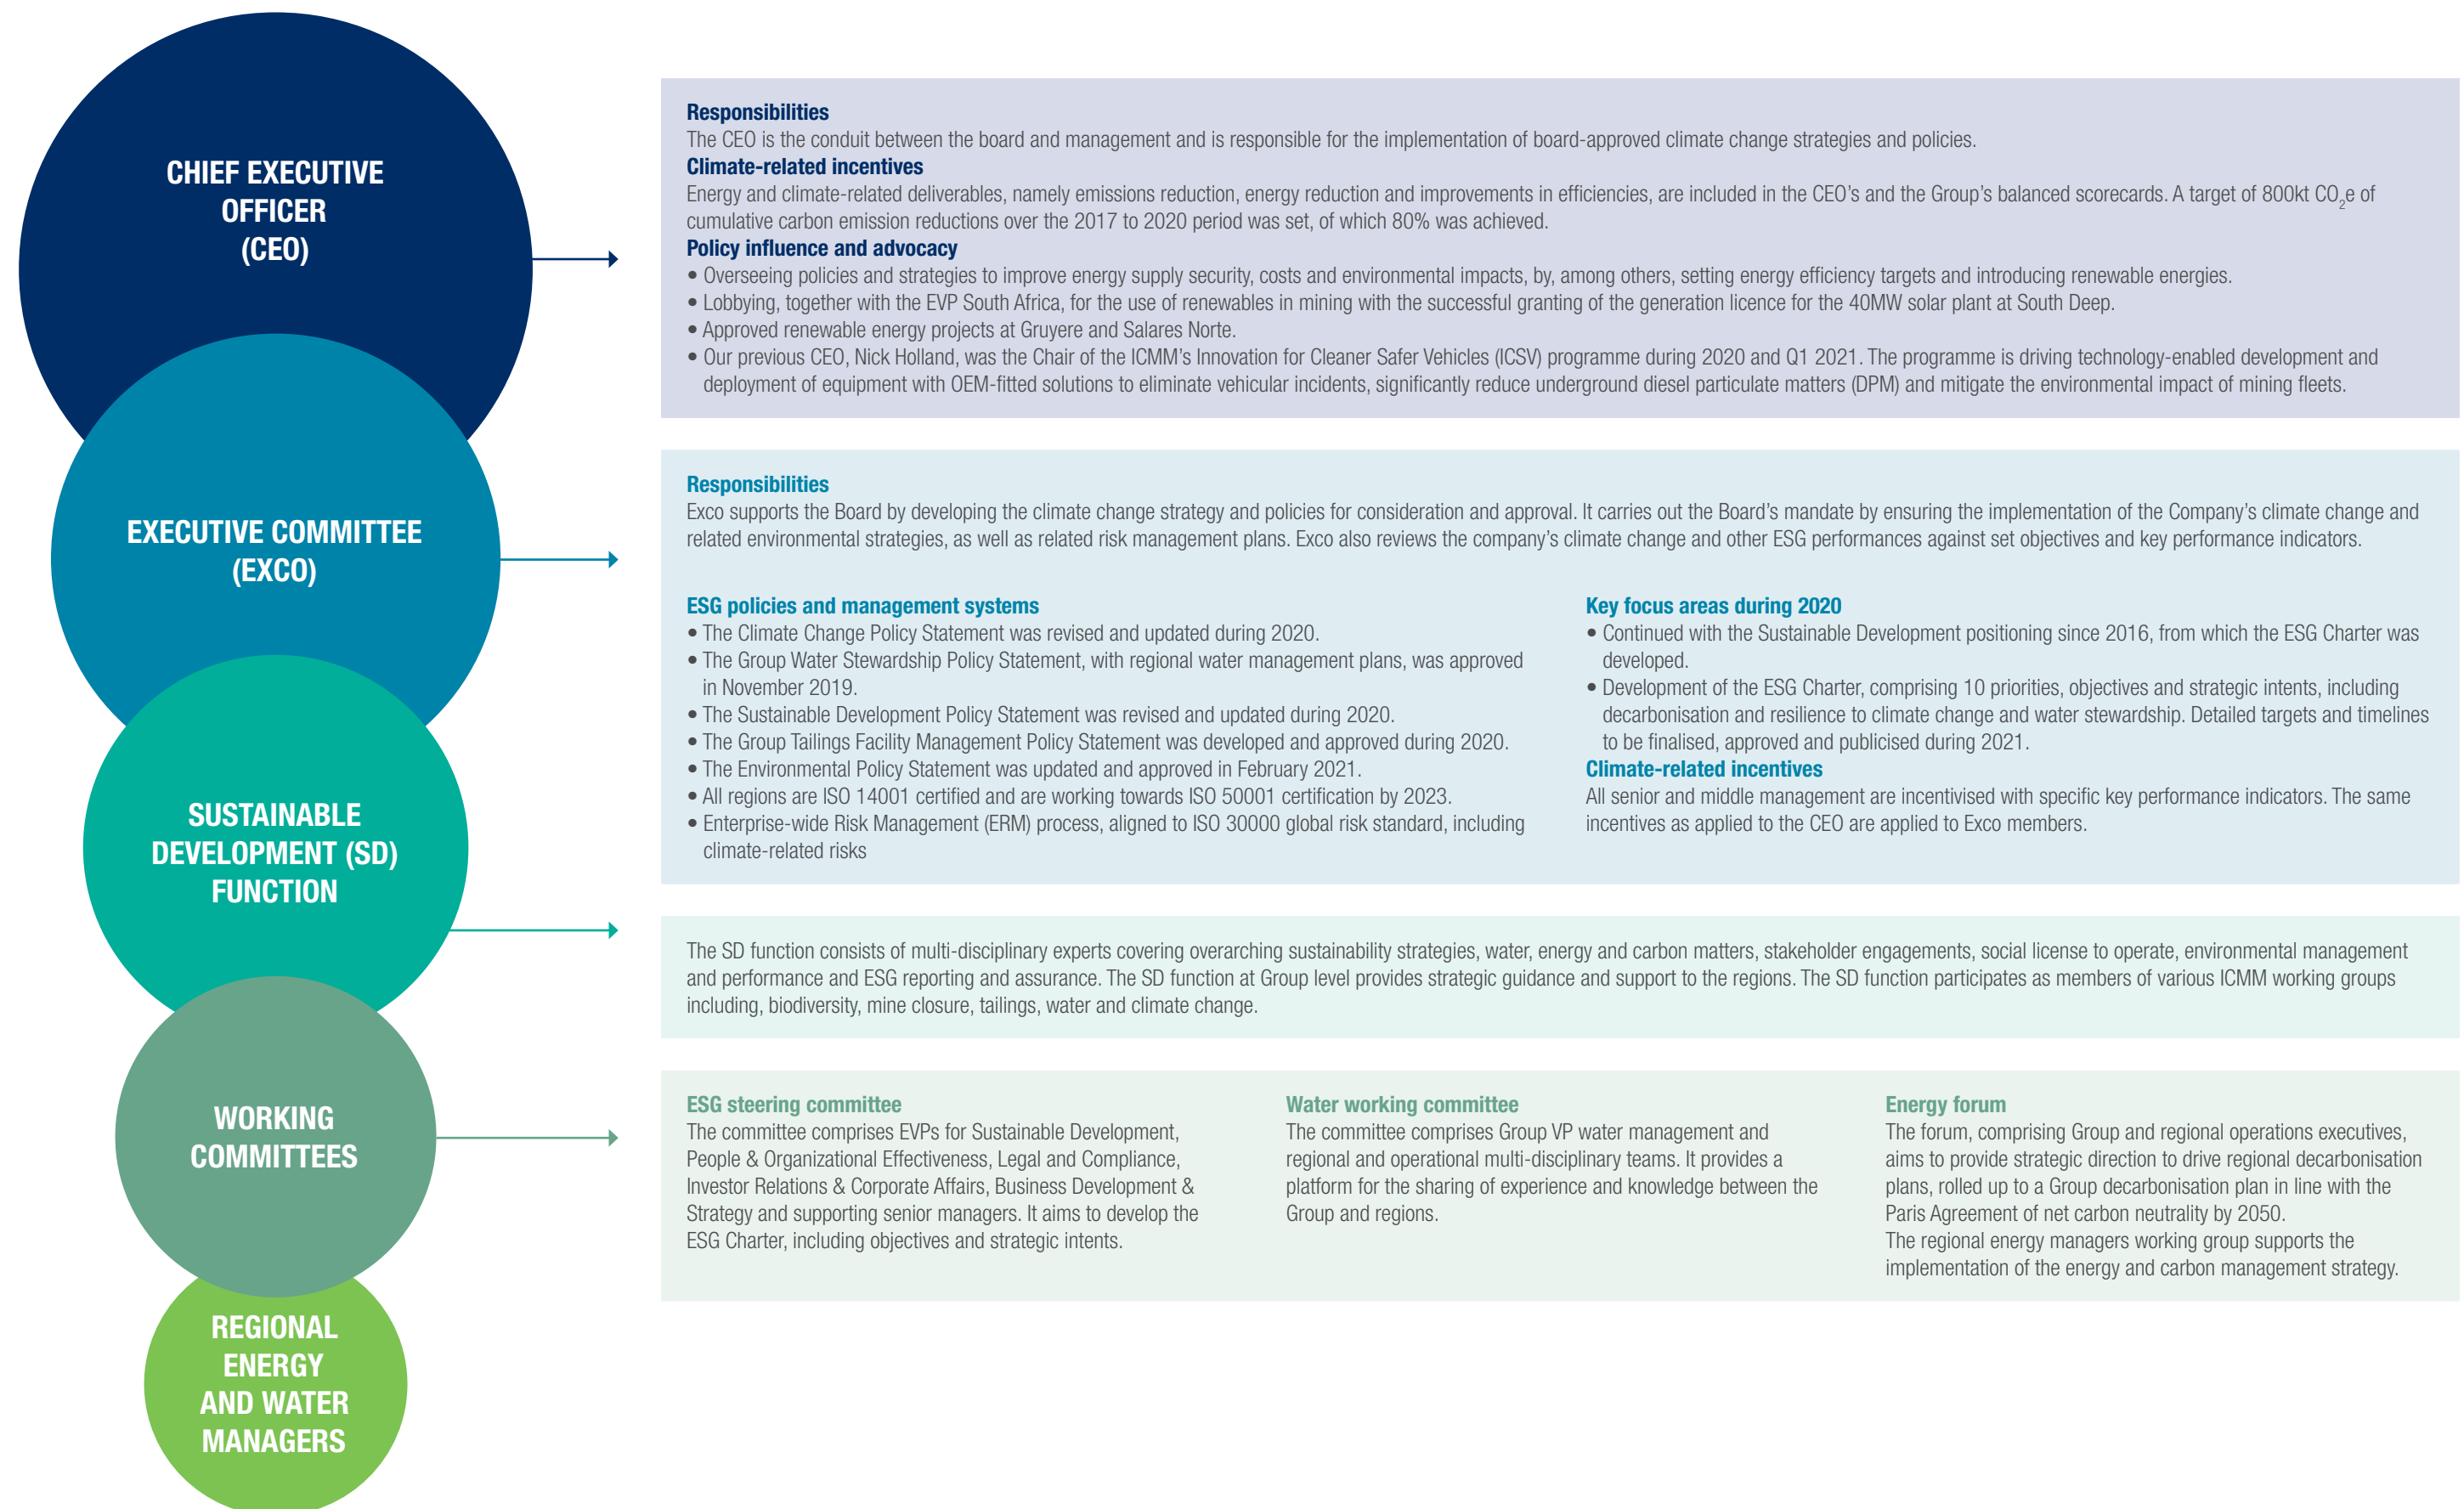 CHIEF EXECUTIVE
OFFICER
(CEO)
Responsibilities
The CEO is the conduit between the board and management and is responsible for the implementation of board-approved climate change strategies and policies.
Climate-related incentives
Energy and climate-related deliverables, namely emissions reduction, energy reduction and improvements in efficiencies, are included in the CEO's and the Group's balanced scorecards. A target of 800kt CO₂e of
cumulative carbon emission reductions over the 2017 to 2020 period was set, of which 80% was achieved.
Policy influence and advocacy
• Overseeing policies and strategies to improve energy supply security, costs and environmental impacts, by, among others, setting energy efficiency targets and introducing renewable energies.
• Lobbying, together with the EVP South Africa, for the use of renewables in mining with the successful granting of the generation licence for the 40MW solar plant at South Deep.
• Approved renewable energy projects at Gruyere and Salares Norte.
• Our previous CEO, Nick Holland, was the Chair of the ICMM's Innovation for Cleaner Safer Vehicles (ICSV) programme during 2020 and Q1 2021. The programme is driving technology-enabled development and
deployment of equipment with OEM-fitted solutions to eliminate vehicular incidents, significantly reduce underground diesel particulate matters (DPM) and mitigate the environmental impact of mining fleets.
EXECUTIVE COMMITTEE
(EXCO)
Responsibilities
Exco supports the Board by developing the climate change strategy and policies for consideration and approval. It carries out the Board's mandate by ensuring the implementation of the Company's climate change and
related environmental strategies, as well as related risk management plans. Exco also reviews the company's climate change and other ESG performances against set objectives and key performance indicators.
ESG policies and management systems
• The Climate Change Policy Statement was revised and updated during 2020.
• The Group Water Stewardship Policy Statement, with regional water management plans, was approved
in November 2019.
• The Sustainable Development Policy Statement was revised and updated during 2020.
• The Group Tailings Facility Management Policy Statement was developed and approved during 2020.
• The Environmental Policy Statement was updated and approved in February 2021.
• All regions are ISO 14001 certified and are working towards ISO 50001 certification by 2023.
• Enterprise-wide Risk Management (ERM) process, aligned to ISO 30000 global risk standard, including
climate-related risks
Key focus areas during 2020
• Continued with the Sustainable Development positioning since 2016, from which the ESG Charter was
developed.
• Development of the ESG Charter, comprising 10 priorities, objectives and strategic intents, including
decarbonisation and resilience to climate change and water stewardship. Detailed targets and timelines
to be finalised, approved and publicised during 2021.
Climate-related incentives
All senior and middle management are incentivised with specific key performance indicators. The same
incentives as applied to the CEO are applied to Exco members.
SUSTAINABLE
DEVELOPMENT (SD)
FUNCTION
The SD function consists of multi-disciplinary experts covering overarching sustainability strategies, water, energy and carbon matters, stakeholder engagements, social license to operate, environmental management
and performance and ESG reporting and assurance. The SD function at Group level provides strategic guidance and support to the regions. The SD function participates as members of various ICMM working groups
including, biodiversity, mine closure, tailings, water and climate change.
WORKING
COMMITTEES
ESG steering committee
The committee comprises EVPs for Sustainable Development,
People & Organizational Effectiveness, Legal and Compliance,
Investor Relations & Corporate Affairs, Business Development &
Strategy and supporting senior managers. It aims to develop the
ESG Charter, including objectives and strategic intents.
Water working committee
The committee comprises Group VP water management and
regional and operational multi-disciplinary teams. It provides a
platform for the sharing of experience and knowledge between the
Group and regions.
Energy forum
The forum, comprising Group and regional operations executives,
aims to provide strategic direction to drive regional decarbonisation
plans, rolled up to a Group decarbonisation plan in line with the
Paris Agreement of net carbon neutrality by 2050.
The regional energy managers working group supports the
implementation of the energy and carbon management strategy.
REGIONAL
ENERGY
AND WATER
MANAGERS